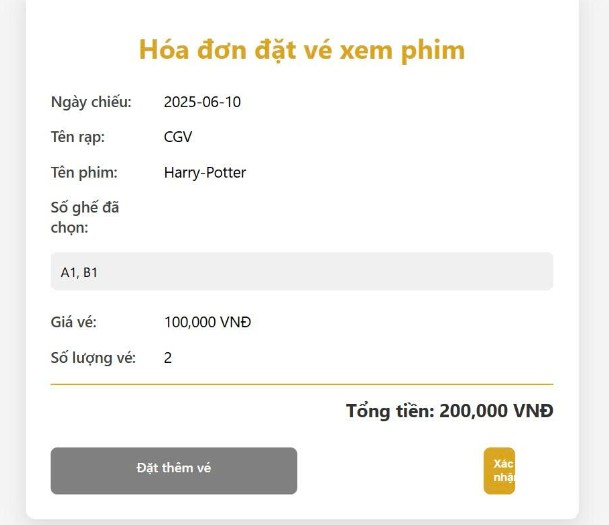 Hóa đơn đặt vé xem phim
Ngày chiếu: 2025-06-10
Tên rạp: CGV
Tên phim: Harry-Potter
Số ghế đã
chọn:
A1, B1
Giá vé: 100,000 VNĐ
Số lượng vé: 2
Tổng tiền: 200,000 VNĐ
Đặt thêm vé
Xác
nhận